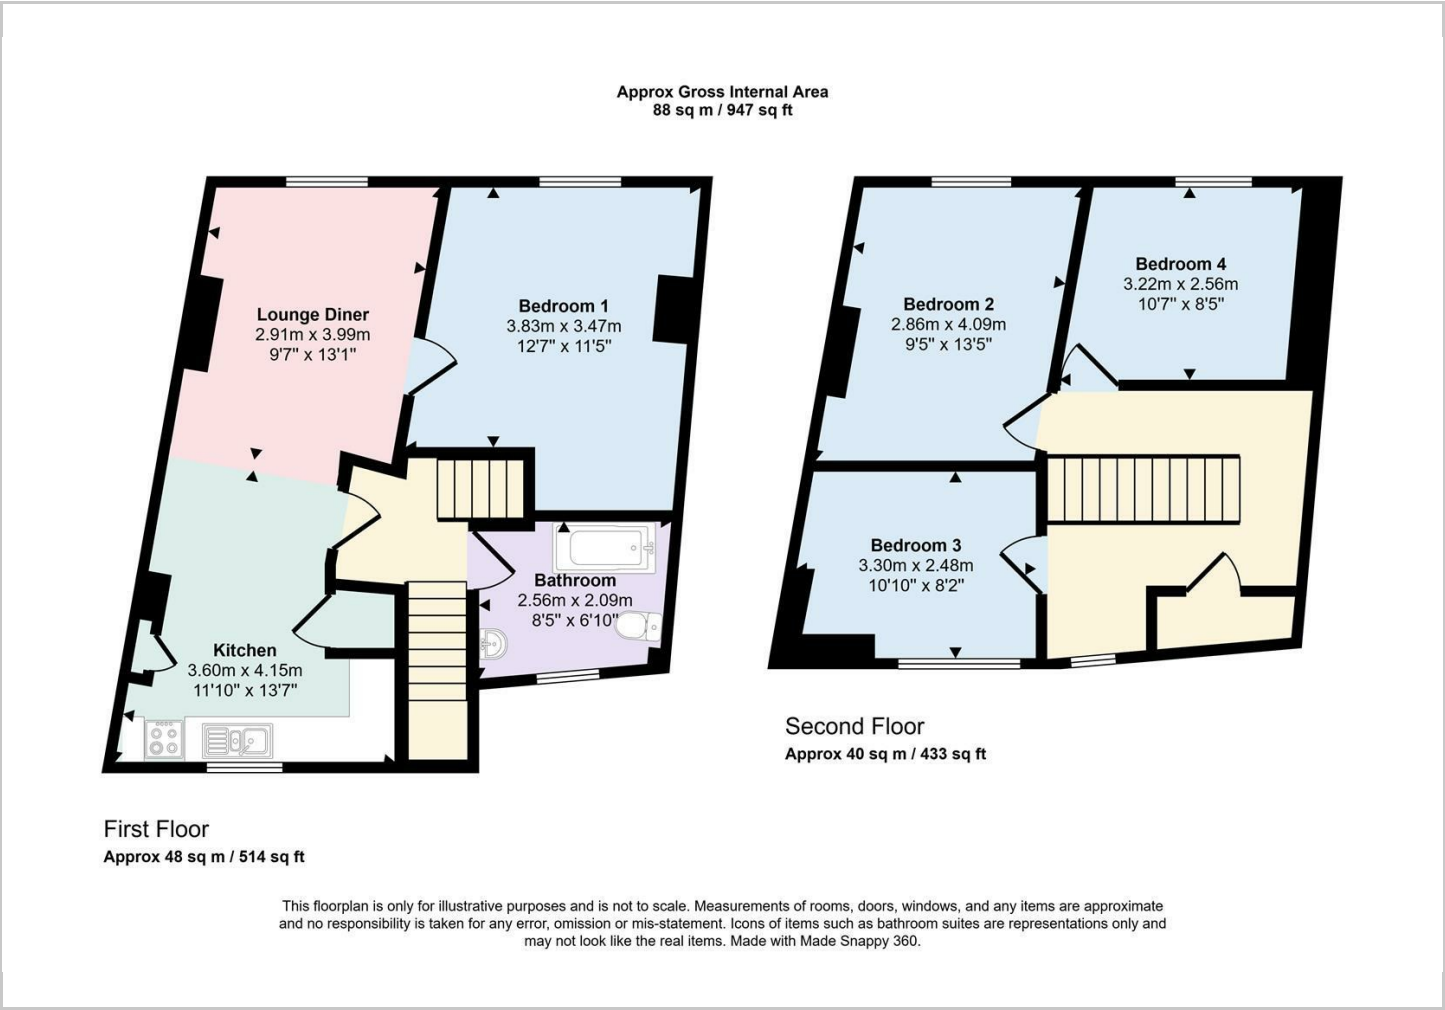 Approx Gross Internal Area
88 sq m / 947 sq ft
Lounge Diner
2.91m x 3.99m
9'7" x 13'1"
Bedroom 1
3.83m x 3.47m
12'7" x 11'5"
Bathroom
2.56m x 2.09m
8'5" x 6'10"
Kitchen
3.60m x 4.15m
11'10" x 13'7"
First Floor
Approx 48 sq m / 514 sq ft
Bedroom 2
2.86m x 4.09m
9'5" x 13'5"
Bedroom 4
3.22m x 2.56m
10'7" x 8'5"
Bedroom 3
3.30m x 2.48m
10'10" x 8'2"
Second Floor
Approx 40 sq m / 433 sq ft
This floorplan is only for illustrative purposes and is not to scale. Measurements of rooms, doors, windows, and any items are approximate
and no responsibility is taken for any error, omission or mis-statement. Icons of items such as bathroom suites are representations only and
may not look like the real items. Made with Made Snappy 360.